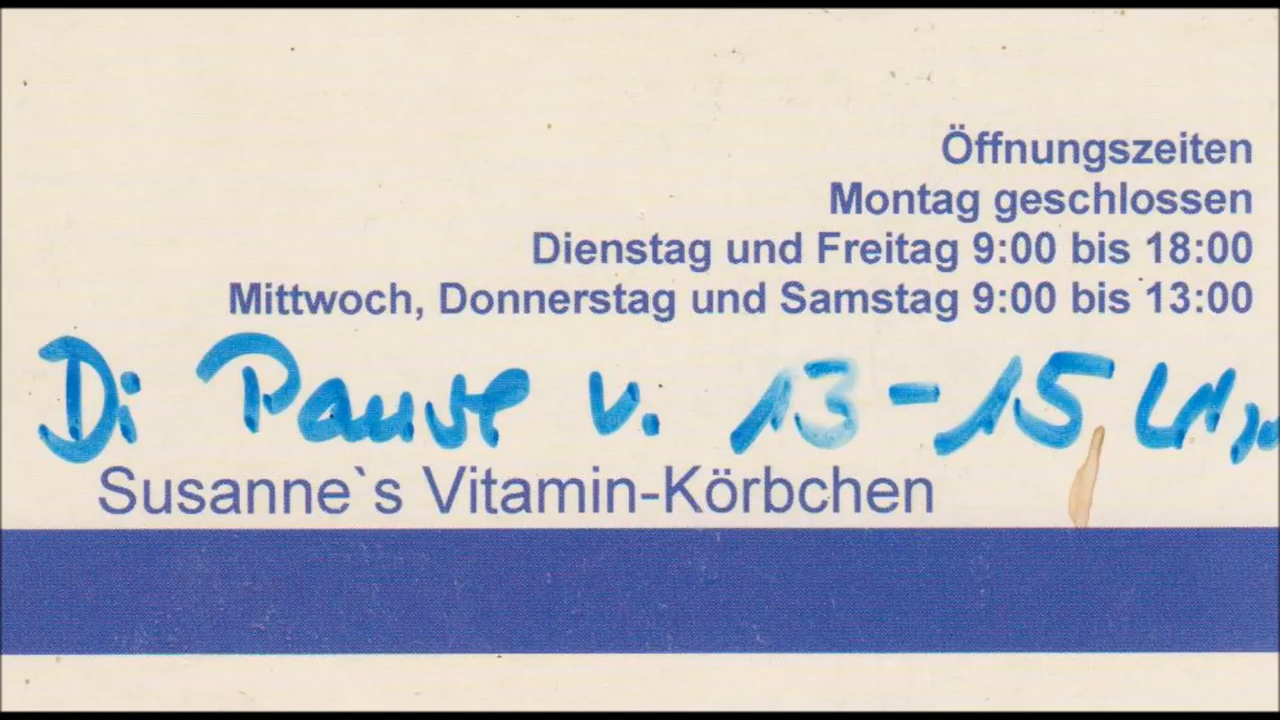 Öffnungszeiten
Montag geschlossen
Dienstag und Freitag 9:00 bis 18:00
Mittwoch, Donnerstag und Samstag 9:00 bis 13:00
Di Pause v. 13-15 Uhr
Susanne`s Vitamin-Körbchen